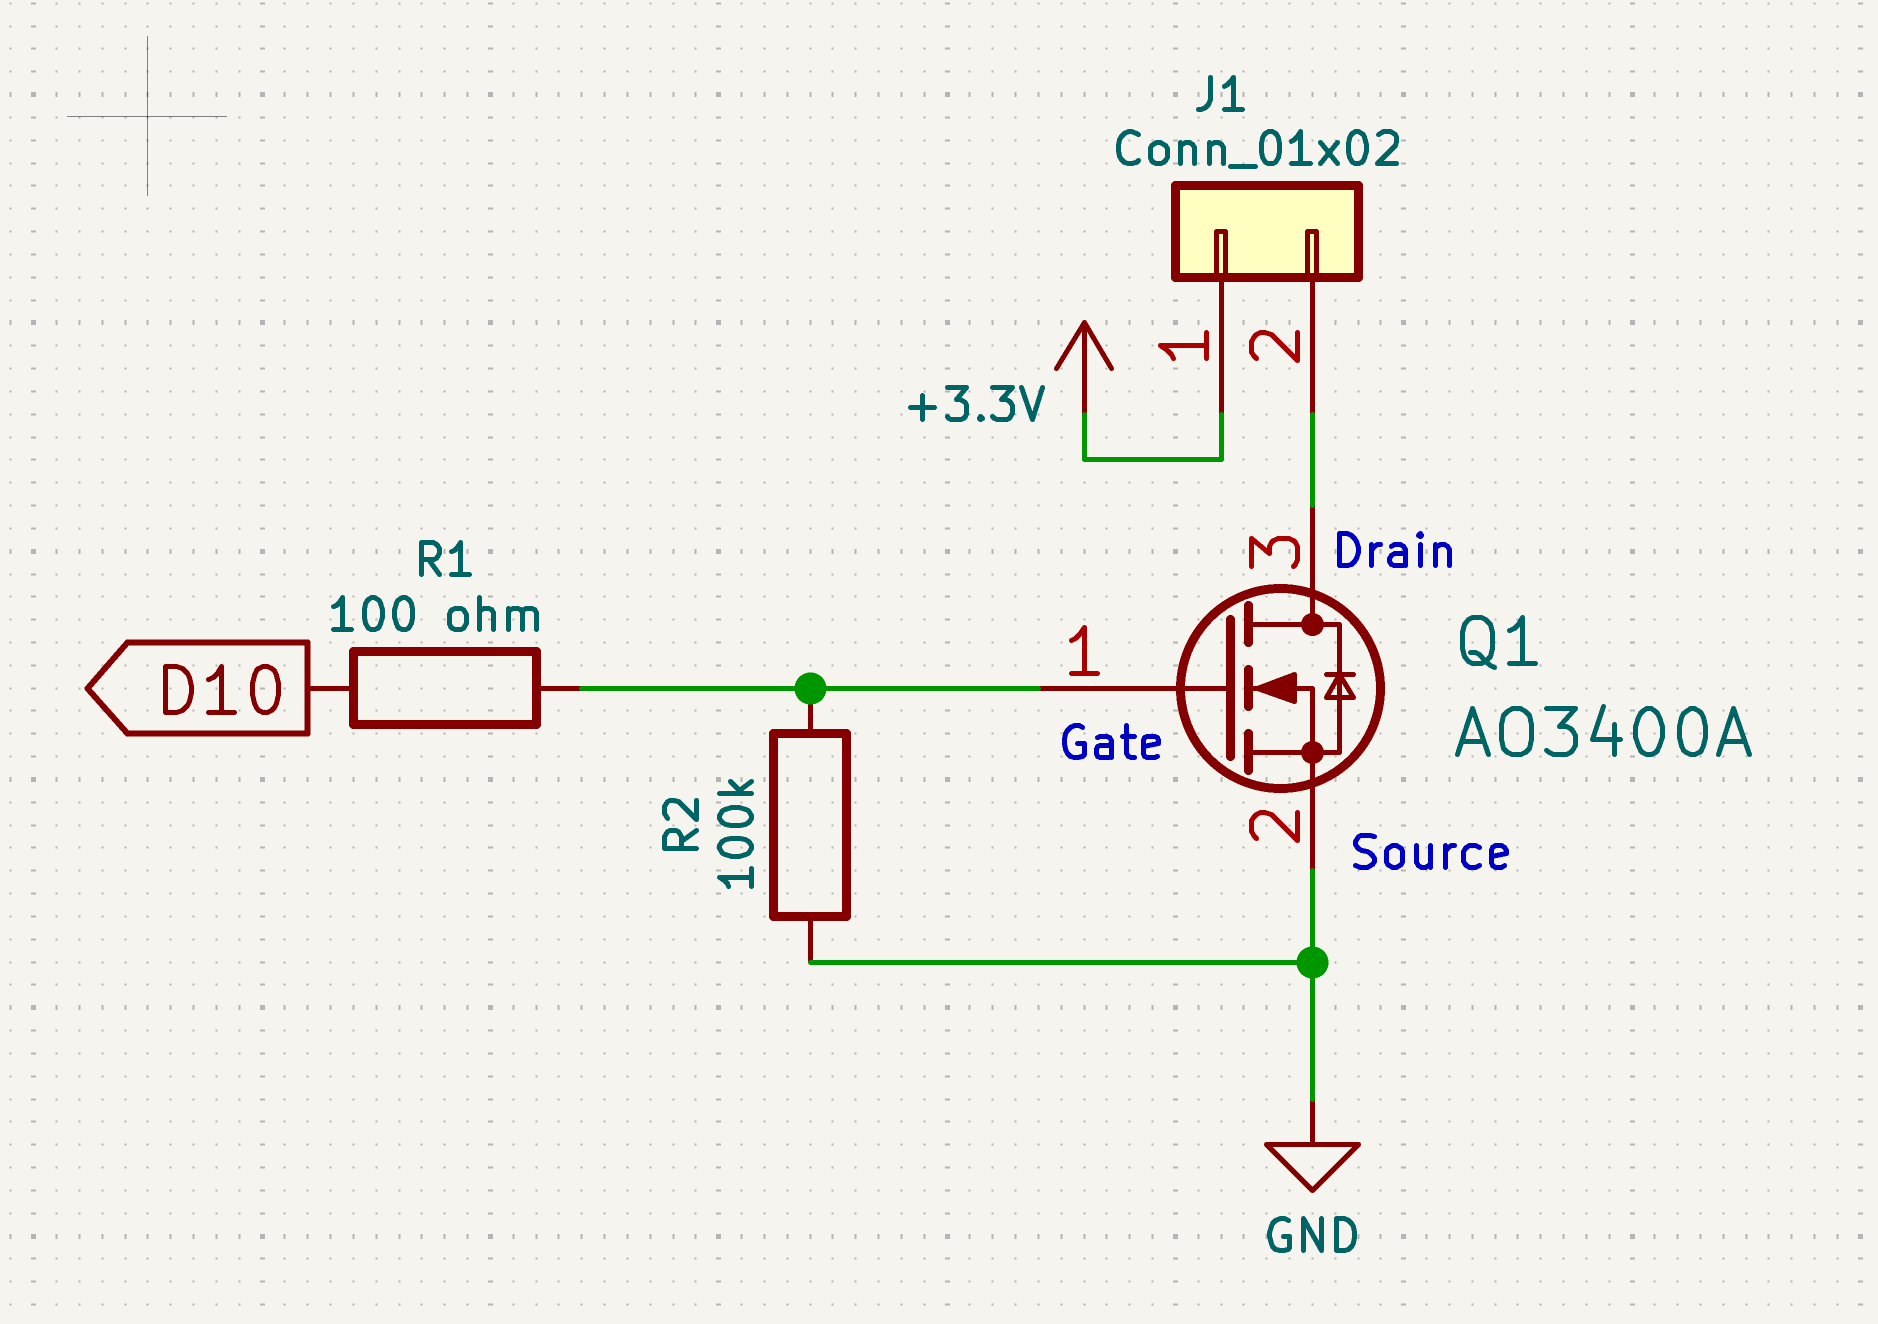 J1
Conn_01x02
1
2
+3.3V
3
Drain
R1
100 ohm
D10
1
Gate
Q1
AO3400A
R2
100k
2
Source
GND